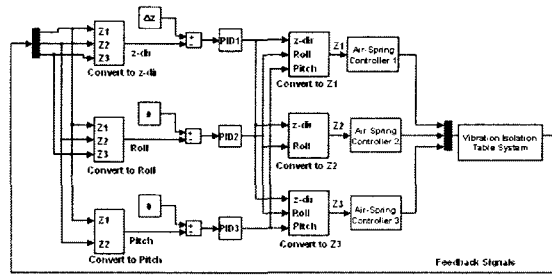 Δz
Z1
Z2
Z3
z-dir
Convert to z-dir
+
-
PID1
z-dir
Roll
Pitch
Z1
Convert to Z1
Air-Spring
Controller 1
Z1
Z2
Z3
Roll
Convert to Roll
+
-
PID2
z-dir
Roll
Z2
Convert to Z2
Air-Spring
Controller 2
Vibration Isolation
Table System
Z1
Z2
Pitch
Convert to Pitch
+
-
PID3
z-dir
Roll
Pitch
Z3
Convert to Z3
Air-Spring
Controller 3
Feedback Signals